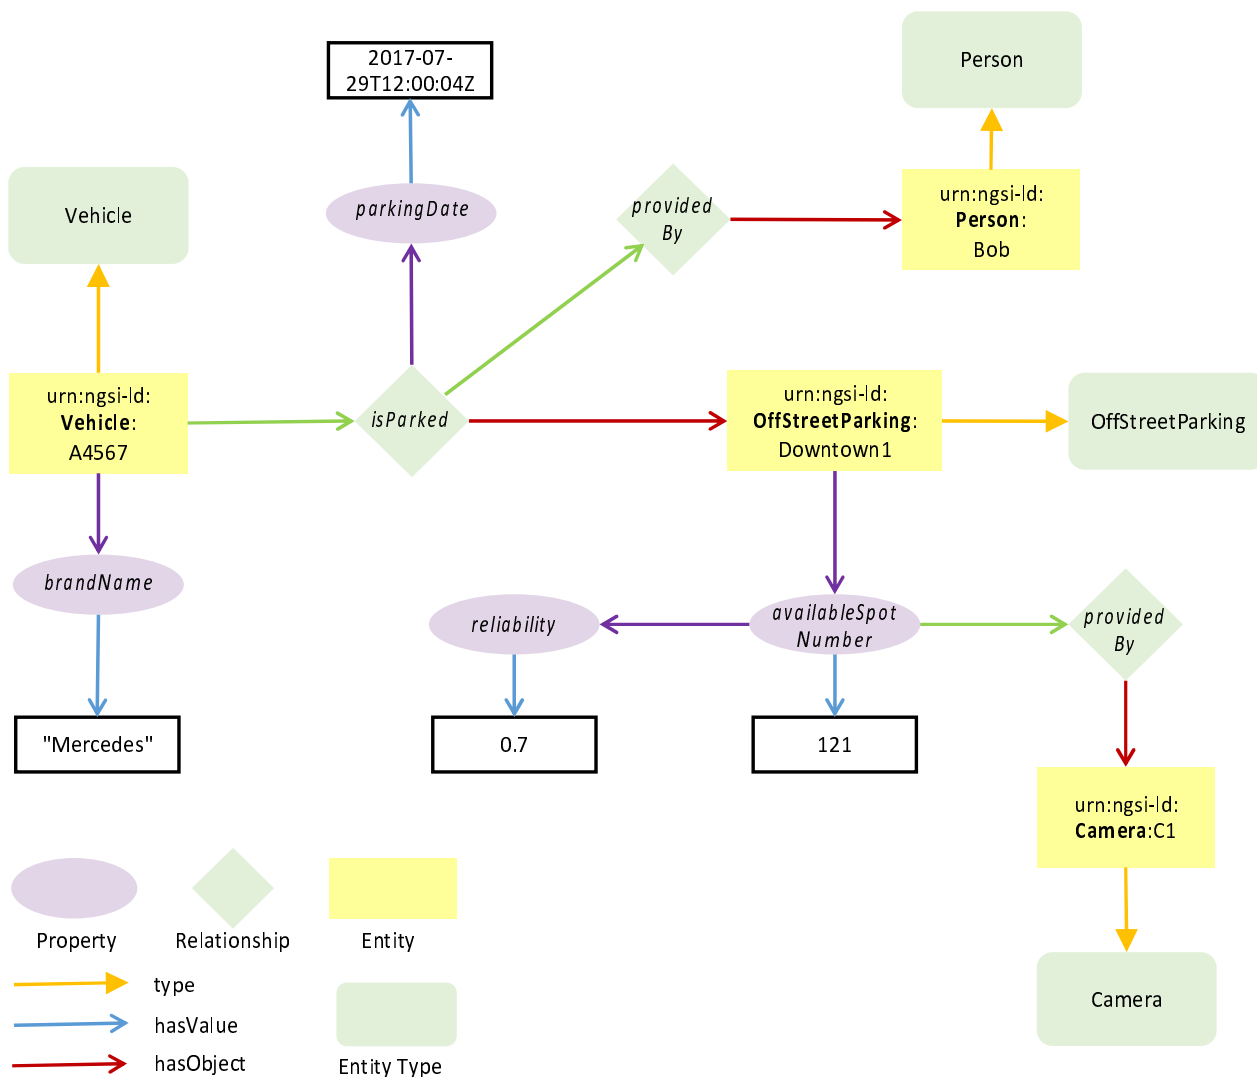 2017-07-
29T12:00:04Z
Person
Vehicle
parkingDate
provided
By
urn:ngsi-ld:
Person:
Bob
urn:ngsi-ld:
Vehicle:
A4567
isParked
urn:ngsi-ld:
OffStreetParking:
Downtown1
OffStreetParking
brandName
reliability
availableSpot
Number
provided
By
"Mercedes"
0.7
121
urn:ngsi-ld:
Camera:C1
Property
Relationship
Entity
type
hasValue
hasObject
Entity Type
Camera